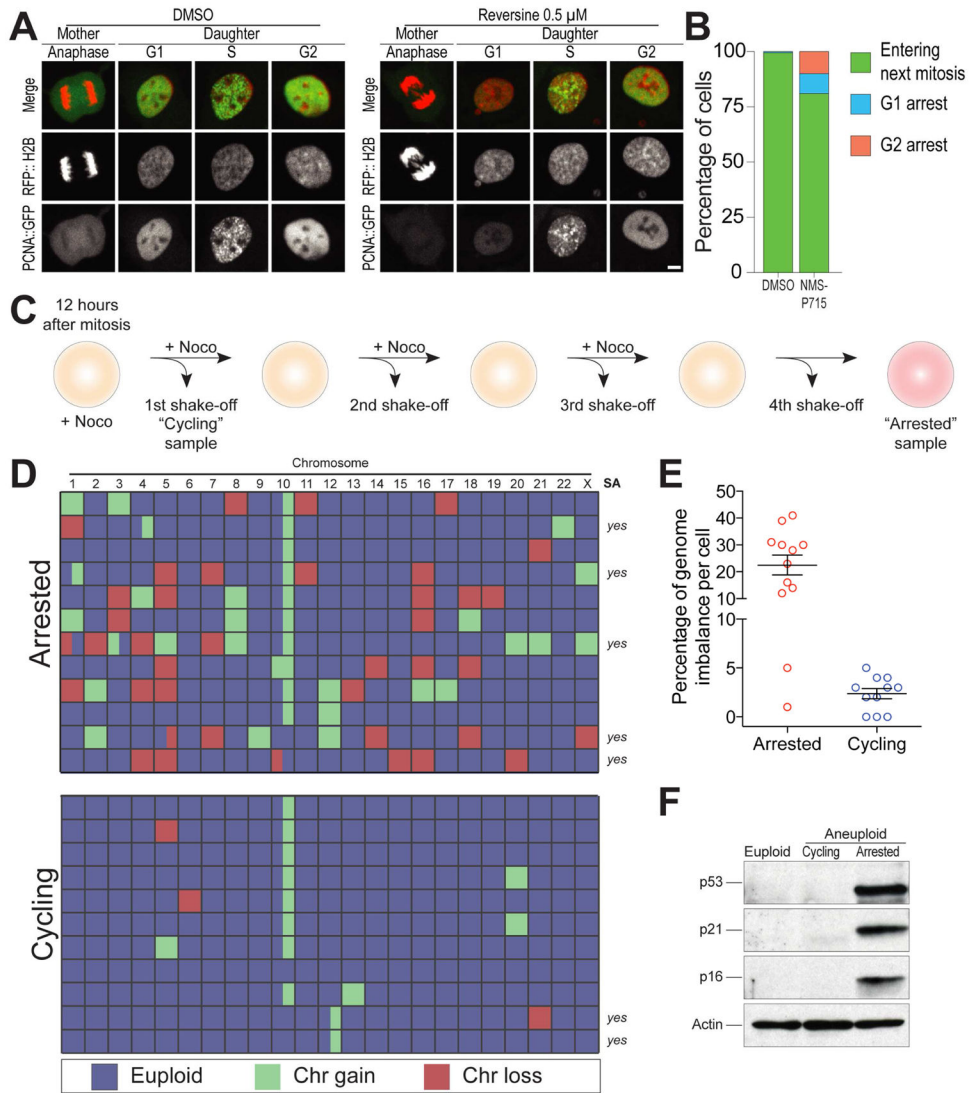 A
DMSO
Mother
Daughter
Anaphase
G1
S
G2
Merge
RFP:: H2B
PCNA::GFP
Reversine 0.5 μM
Mother
Daughter
Anaphase
G1
S
G2
Merge
RFP:: H2B
PCNA::GFP
B
Percentage of cells
100
75
50
25
0
DMSO
NMS-
P715
Entering
next mitosis
G1 arrest
G2 arrest
C
12 hours
after mitosis
+ Noco
+ Noco
1st shake-off
“Cycling”
sample
+ Noco
2nd shake-off
+ Noco
3rd shake-off
4th shake-off
“Arrested”
sample
D
Chromosome
1 2 3 4 5 6 7 8 9 10 11 12 13 14 15 16 17 18 19 20 21 22 X SA
Arrested
yes
yes
yes
yes
yes
Cycling
yes
yes
Euploid
Chr gain
Chr loss
E
Percentage of genome
imbalance per cell
50
40
30
20
10
5
0
Arrested
Cycling
F
Aneuploid
Euploid
Cycling
Arrested
p53
p21
p16
Actin